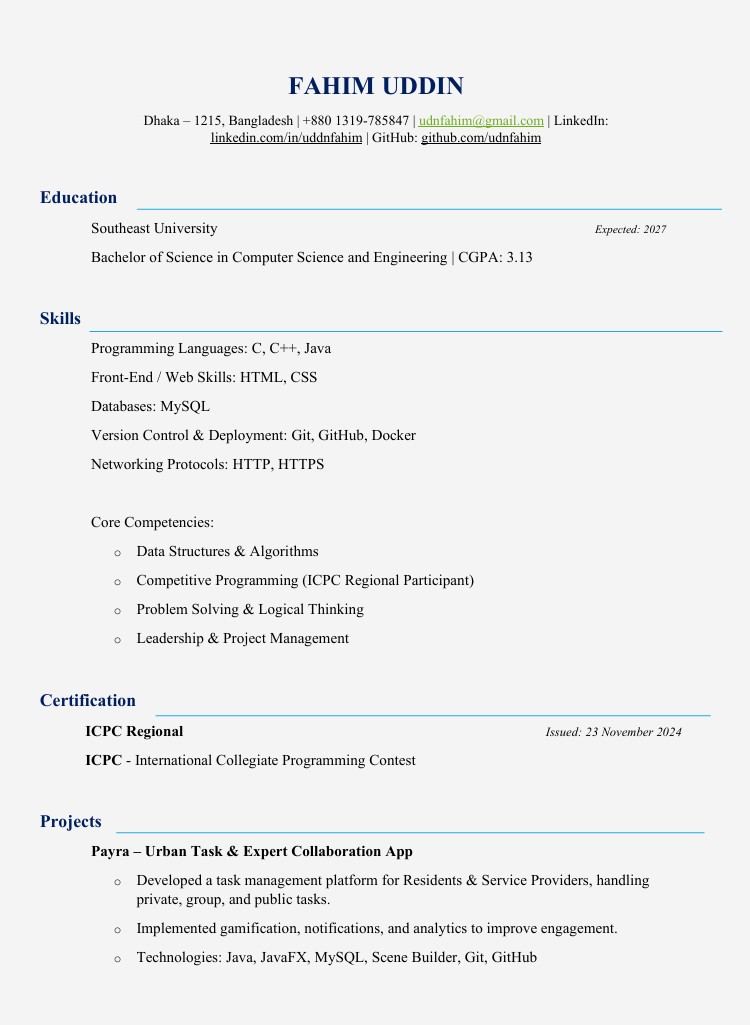 FAHIM UDDIN
Dhaka – 1215, Bangladesh | +880 1319-785847 | udnfahim@gmail.com | LinkedIn:
linkedin.com/in/uddnfahim | GitHub: github.com/udnfahim
Education
Southeast University Expected: 2027
Bachelor of Science in Computer Science and Engineering | CGPA: 3.13
Skills
Programming Languages: C, C++, Java
Front-End / Web Skills: HTML, CSS
Databases: MySQL
Version Control & Deployment: Git, GitHub, Docker
Networking Protocols: HTTP, HTTPS
Core Competencies:
○ Data Structures & Algorithms
○ Competitive Programming (ICPC Regional Participant)
○ Problem Solving & Logical Thinking
○ Leadership & Project Management
Certification
ICPC Regional Issued: 23 November 2024
ICPC - International Collegiate Programming Contest
Projects
Payra – Urban Task & Expert Collaboration App
○ Developed a task management platform for Residents & Service Providers, handling
private, group, and public tasks.
○ Implemented gamification, notifications, and analytics to improve engagement.
○ Technologies: Java, JavaFX, MySQL, Scene Builder, Git, GitHub